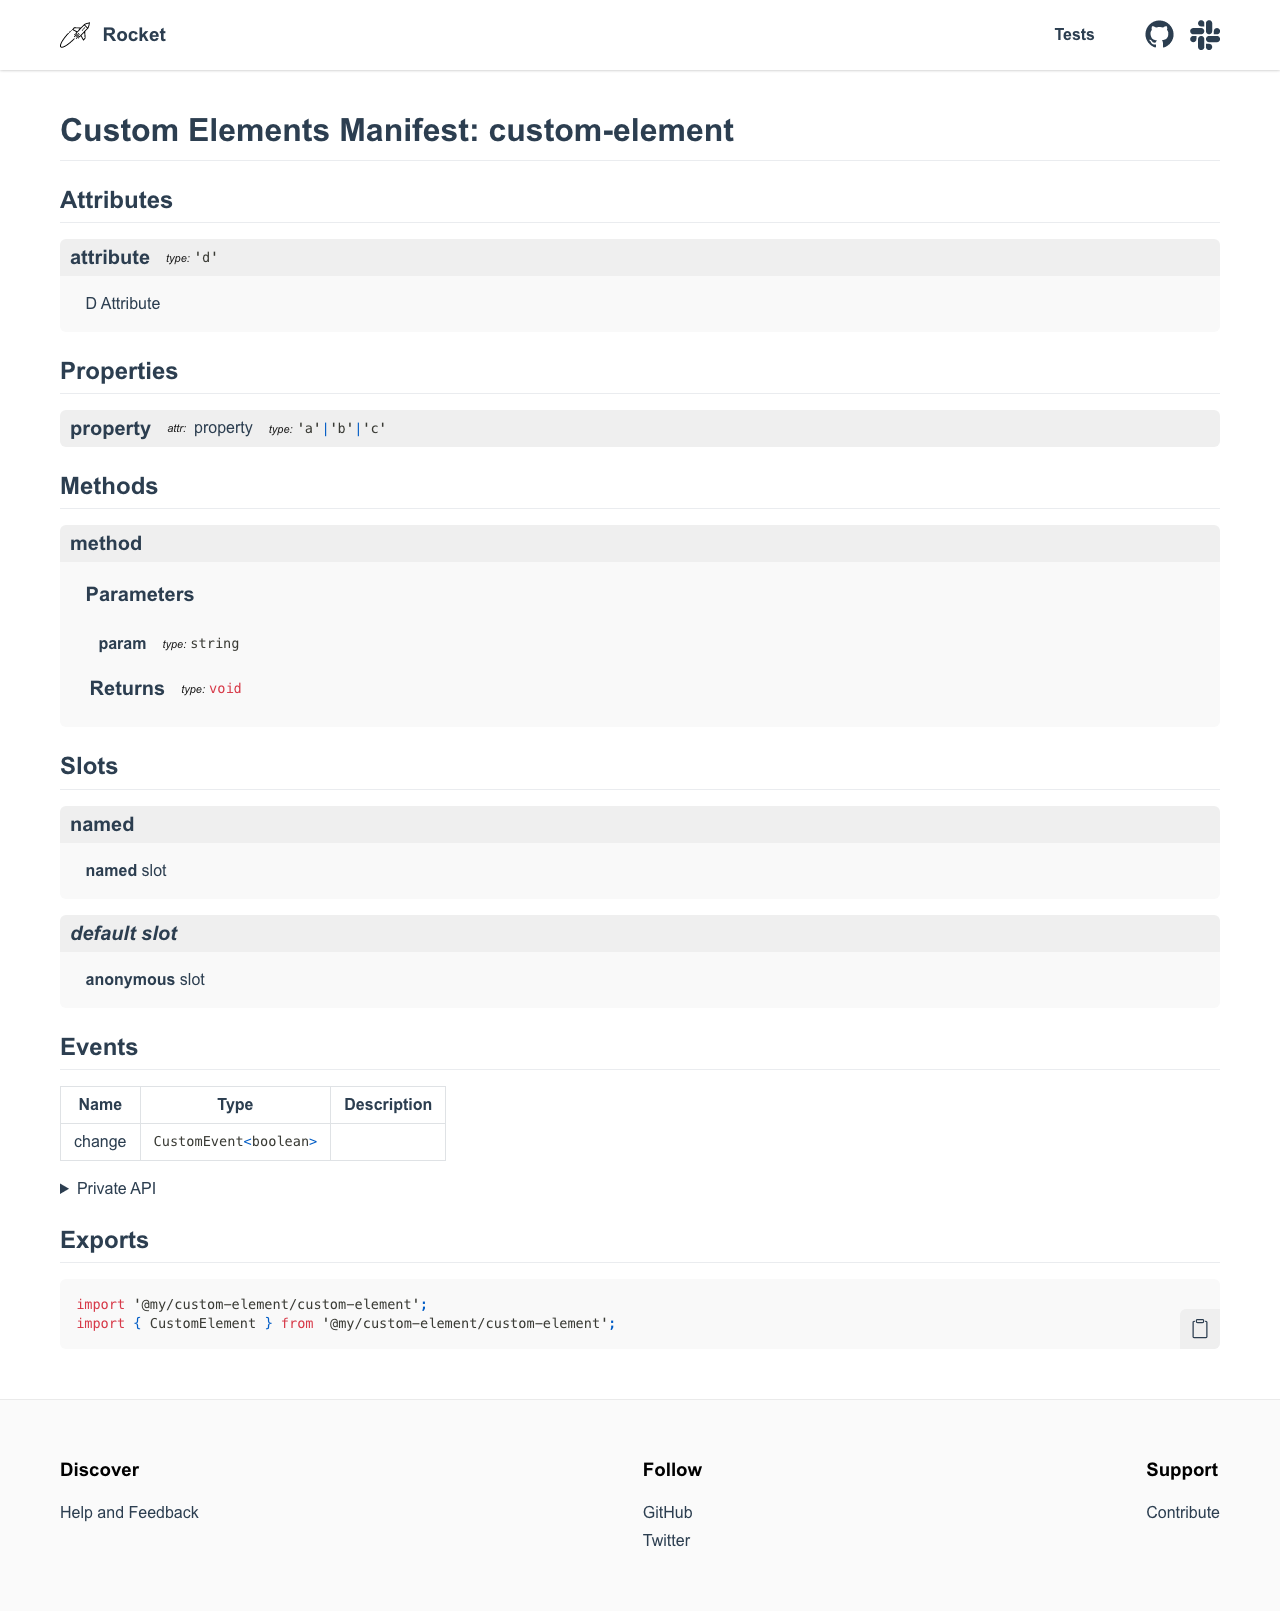 Rocket
Tests
Custom Elements Manifest: custom-element
Attributes
attribute type: 'd'
D Attribute
Properties
property attr: property type: 'a'|'b'|'c'
Methods
method
Parameters
param type: string
Returns type: void
Slots
named
named slot
default slot
anonymous slot
Events
Name Type Description
change CustomEvent<boolean>
Private API
Exports
import '@my/custom-element/custom-element';
import { CustomElement } from '@my/custom-element/custom-element';
Discover
Help and Feedback
Follow
GitHub
Twitter
Support
Contribute